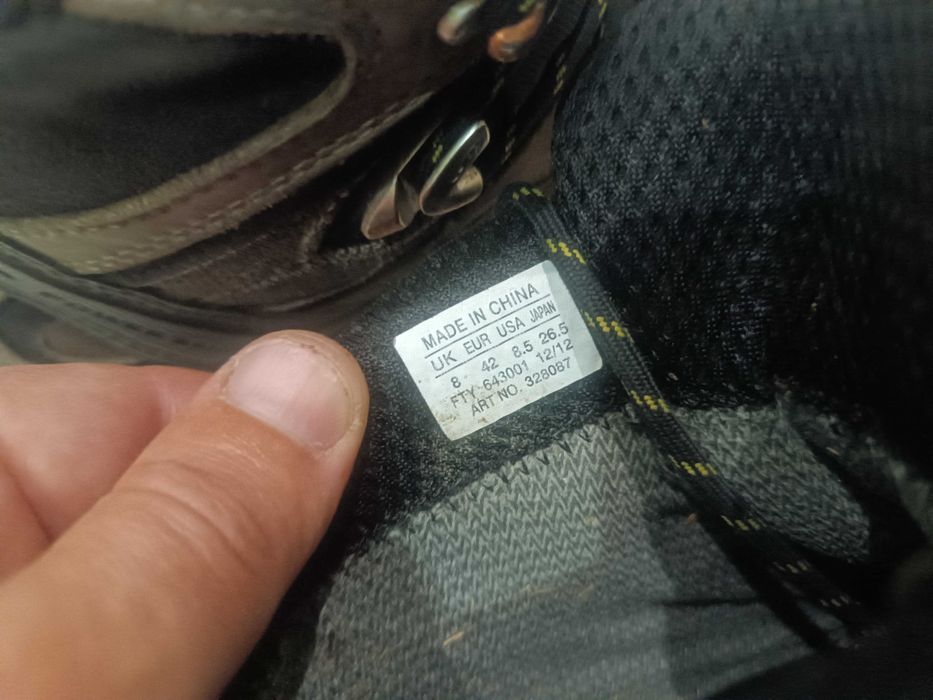 MADE IN CHINA
UK EUR USA JAPAN
8 42 8.5 26.5
FTY 643001 12/12
ART NO. 328087